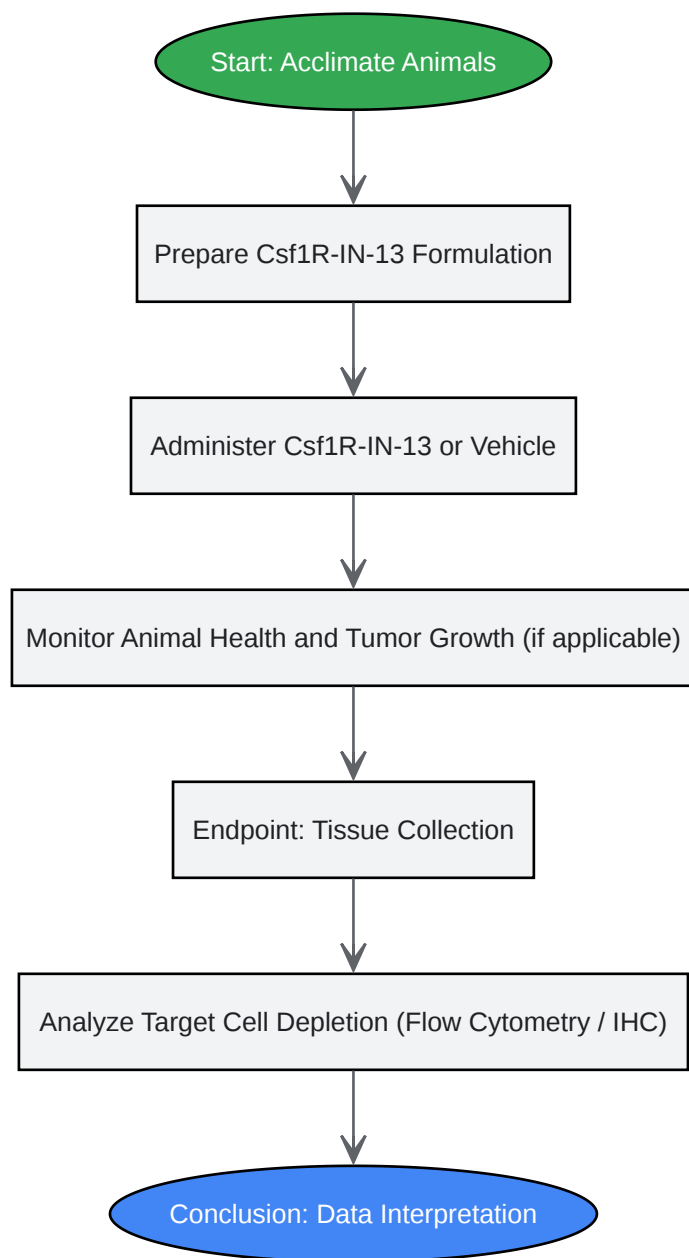 Start: Acclimate Animals
Prepare Csf1R-IN-13 Formulation
Administer Csf1R-IN-13 or Vehicle
Monitor Animal Health and Tumor Growth (if applicable)
Endpoint: Tissue Collection
Analyze Target Cell Depletion (Flow Cytometry / IHC)
Conclusion: Data Interpretation